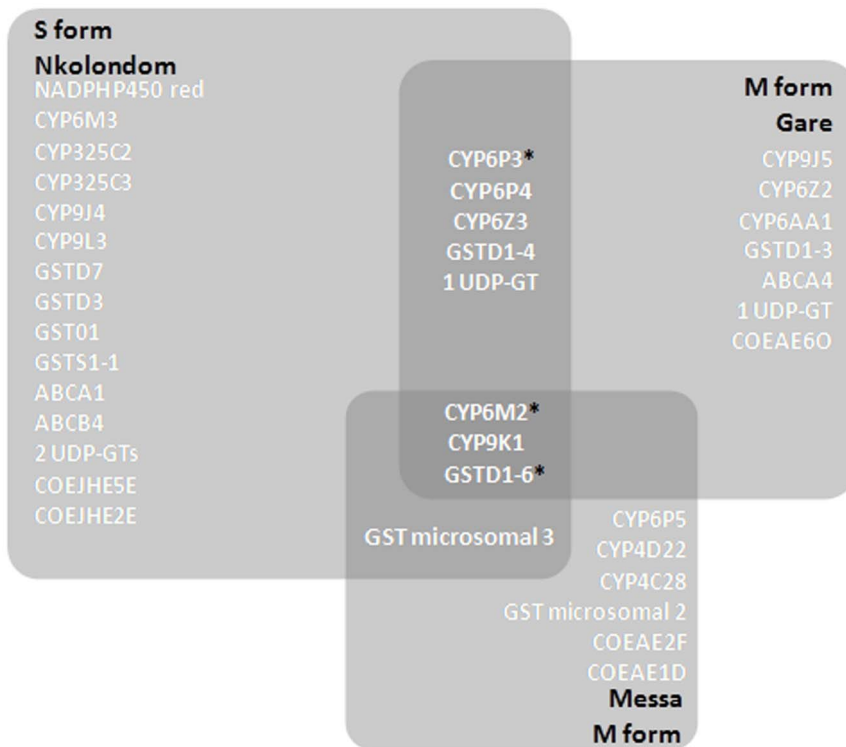 S form
Nkolondom
NADPHP450 red
CYP6M3
CYP325C2
CYP325C3
CYP9J4
CYP9L3
GSTD7
GSTD3
GST01
GSTS1-1
ABCA1
ABCB4
2 UDP-GTs
COEJHE5E
COEJHE2E
CYP6P3*
CYP6P4
CYP6Z3
GSTD1-4
1 UDP-GT
M form
Gare
CYP9J5
CYP6Z2
CYP6AA1
GSTD1-3
ABCA4
1 UDP-GT
COEAE6O
CYP6M2*
CYP9K1
GSTD1-6*
GST microsomal 3
CYP6P5
CYP4D22
CYP4C28
GST microsomal 2
COEAE2F
COEAE1D
Messa
M form